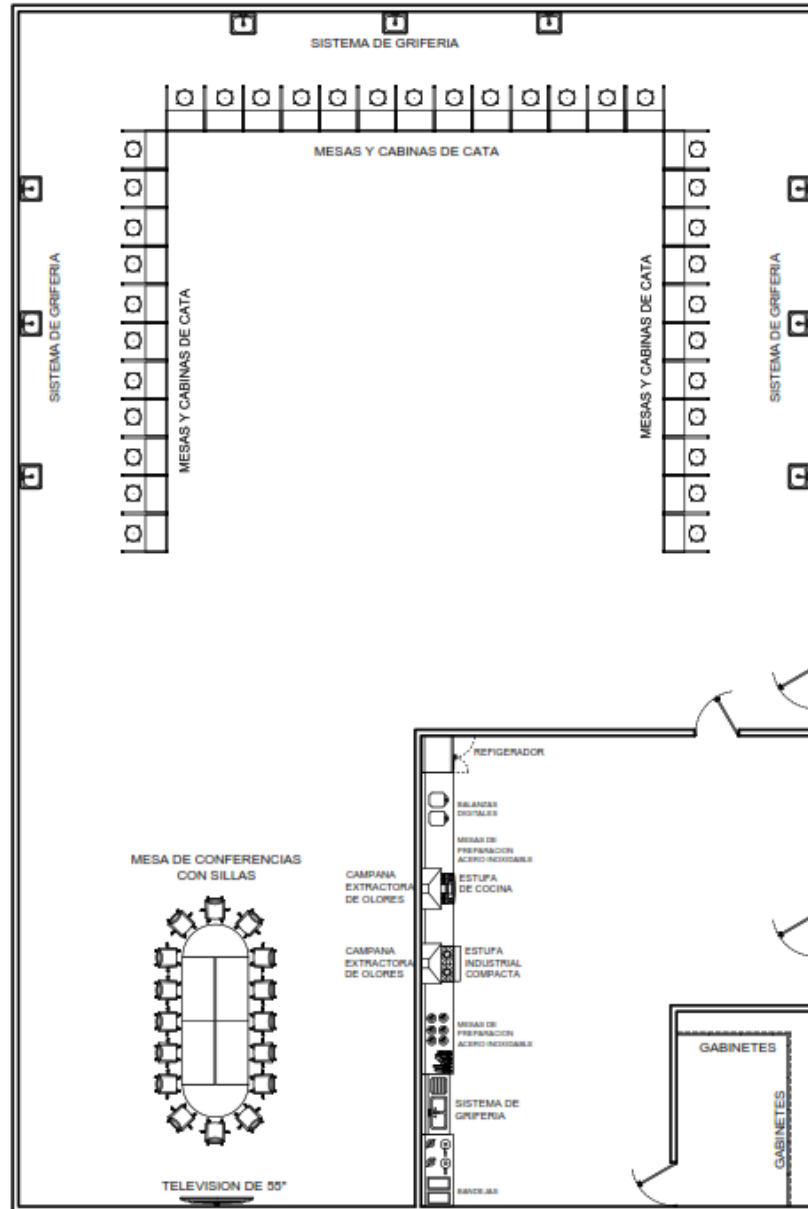 SISTEMA DE GRIFERIA
MESAS Y CABINAS DE CATA
SISTEMA DE GRIFERIA
MESAS Y CABINAS DE CATA
MESAS Y CABINAS DE CATA
SISTEMA DE GRIFERIA
REFIGERADOR
BALANZAS
DIGITALES
MESAS DE
PREPARACION
ACERO INOXIDABLE
MESA DE CONFERENCIAS
CON SILLAS
CAMPANA
EXTRACTORA
DE OLORES
ESTUFA
DE COCINA
CAMPANA
EXTRACTORA
DE OLORES
ESTUFA
INDUSTRIAL
COMPACTA
MESAS DE
PREPARACION
ACERO INOXIDABLE
GABINETES
GABINETES
SISTEMA DE
GRIFERIA
TELEVISION DE 55"
BANDEJAS